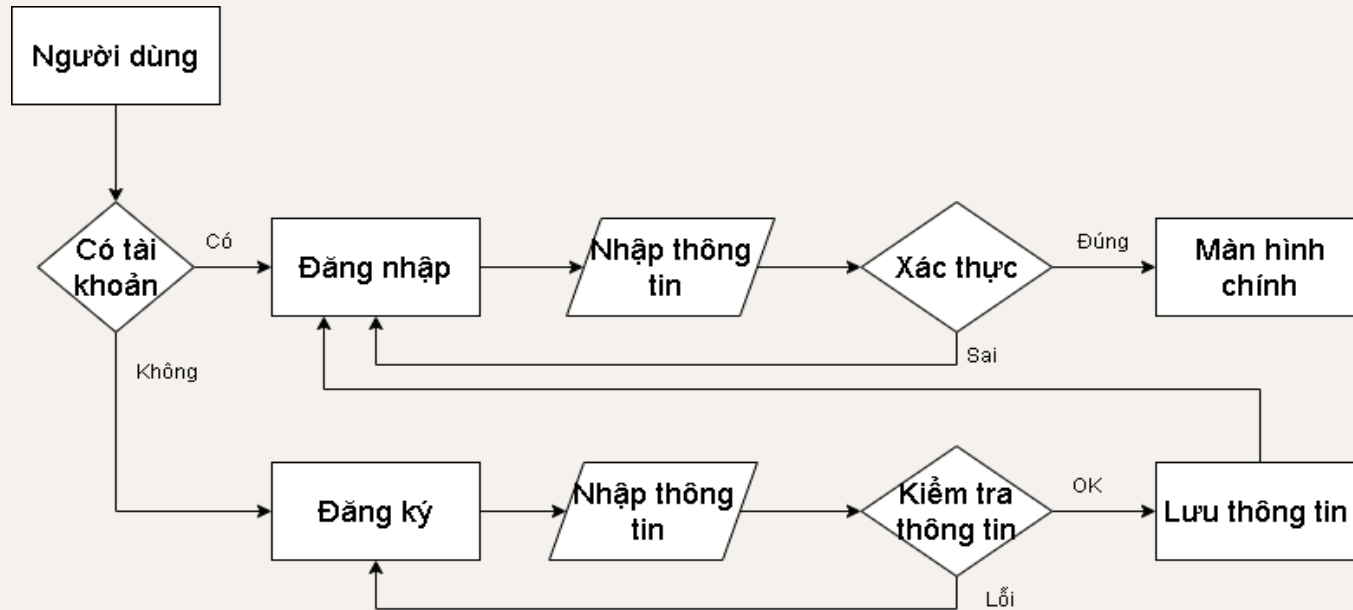 Người dùng
Có tài
khoản
Có
Đăng nhập
Nhập thông
tin
Xác thực
Đúng
Màn hình
chính
Sai
Không
Đăng ký
Nhập thông
tin
Kiểm tra
thông tin
OK
Lưu thông tin
Lỗi